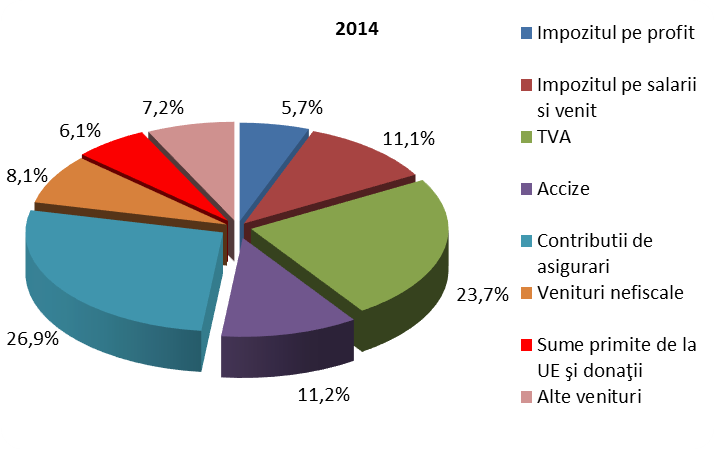 2014
5,7%
11,1%
23,7%
11,2%
26,9%
8,1%
6,1%
7,2%
Impozitul pe profit
Impozitul pe salarii
si venit
TVA
Accize
Contributii de
asigurari
Venituri nefiscale
Sume primite de la
UE şi donaţii
Alte venituri